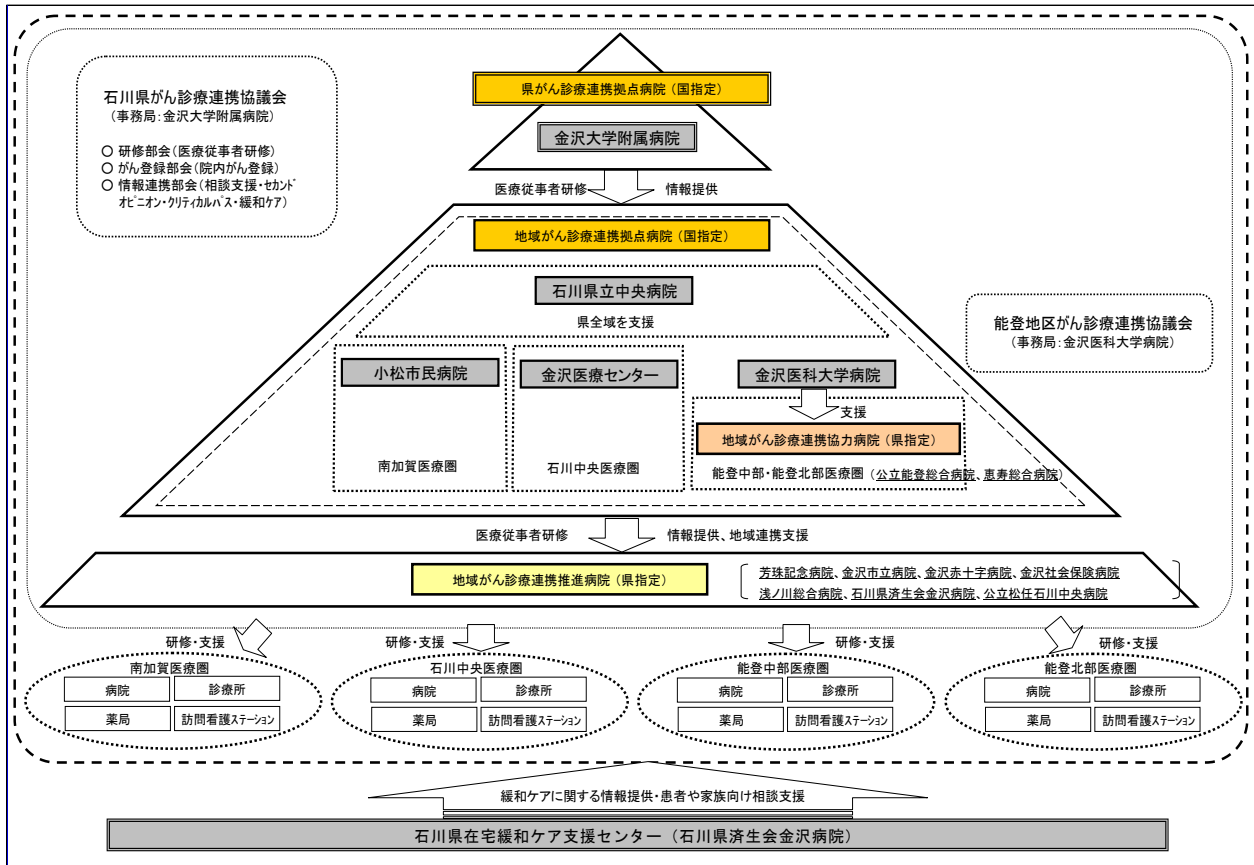 県がん診療連携拠点病院（国指定）
石川県がん診療連携協議会
（事務局：金沢大学附属病院）
○ 研修部会（医療従事者研修）
○ がん登録部会（院内がん登録）
○ 情報連携部会（相談支援・ｾｶﾝﾄﾞ
ｵﾋﾟﾆｵﾝ・ｸﾘﾃｨｶﾙﾊﾟｽ・緩和ケア）
金沢大学附属病院
医療従事者研修
情報提供
地域がん診療連携拠点病院（国指定）
石川県立中央病院
県全域を支援
能登地区がん診療連携協議会
（事務局：金沢医科大学病院）
小松市民病院
金沢医療センター
金沢医科大学病院
支援
地域がん診療連携協力病院（県指定）
南加賀医療圏
石川中央医療圏
能登中部・能登北部医療圏（公立能登総合病院、恵寿総合病院）
医療従事者研修
情報提供、地域連携支援
地域がん診療連携推進病院（県指定）
芳珠記念病院、金沢市立病院、金沢赤十字病院、金沢社会保険病院
浅ノ川総合病院、石川県済生会金沢病院、公立松任石川中央病院
研修・支援
研修・支援
研修・支援
研修・支援
南加賀医療圏
病院
診療所
薬局
訪問看護ｽﾃｰｼｮﾝ
石川中央医療圏
病院
診療所
薬局
訪問看護ｽﾃｰｼｮﾝ
能登中部医療圏
病院
診療所
薬局
訪問看護ｽﾃｰｼｮﾝ
能登北部医療圏
病院
診療所
薬局
訪問看護ｽﾃｰｼｮﾝ
緩和ケアに関する情報提供・患者や家族向け相談支援
石川県在宅緩和ケア支援センター（石川県済生会金沢病院）